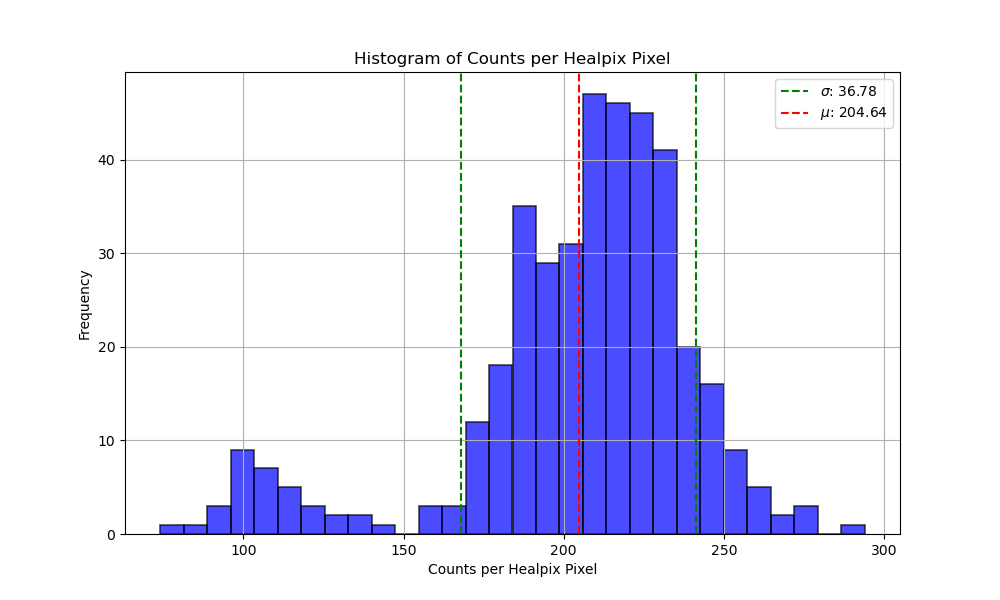 Histogram of Counts per Healpix Pixel
σ: 36.78
μ: 204.64
Frequency
40
30
20
10
0
100 150 200 250 300
Counts per Healpix Pixel